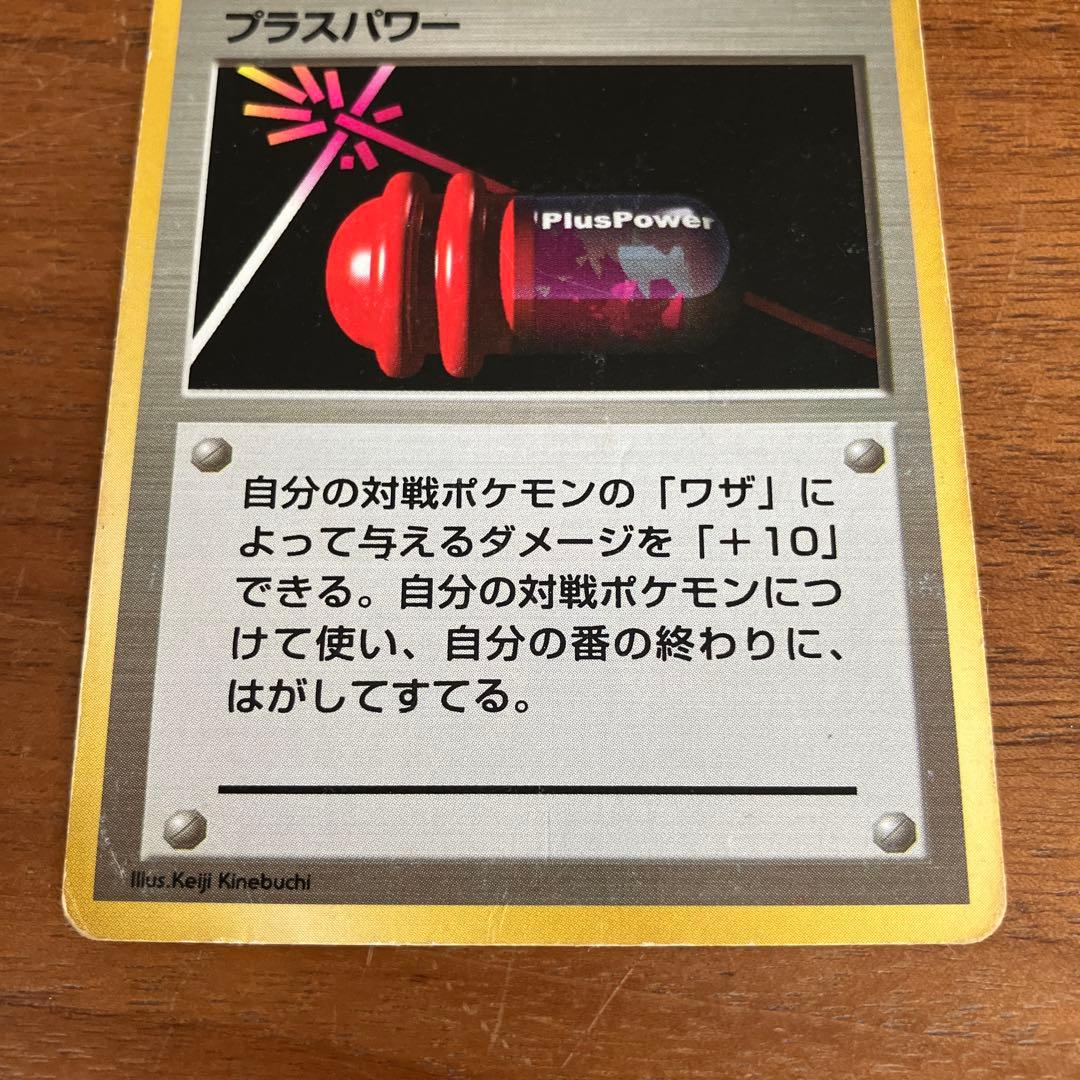 プラスパワー
PlusPower
自分の対戦ポケモンの「ワザ」に
よって与えるダメージを「＋10」
できる。自分の対戦ポケモンにつ
けて使い、自分の番の終わりに、
はがしてすてる。
Illus.Keiji Kinebuchi